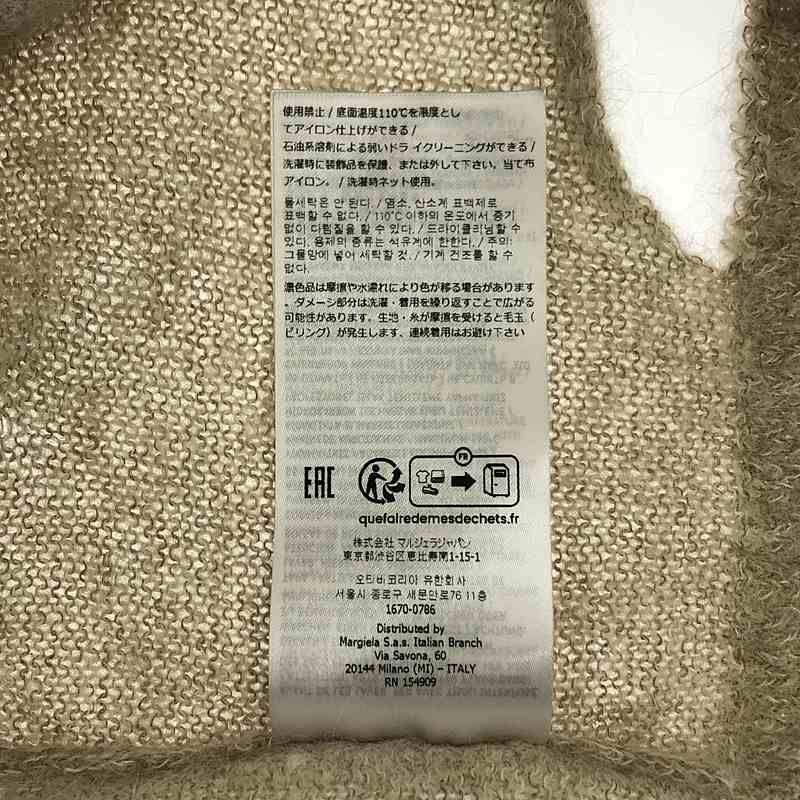 使用禁止 / 底面温度110℃を限度とし
てアイロン仕上げができる /
石油系溶剤による弱いドライクリーニングができる /
洗濯時に装飾品を保護、または外して下さい。当て布
アイロン。 / 洗濯時ネット使用。
물세탁은 안 된다. / 염소, 산소계 표백제로
표백할 수 없다. / 110℃ 이하의 온도에서 증기
없이 다림질을 할 수 있다. / 드라이클리닝할 수
있다. 용제의 종류는 석유계에 한한다. / 주의:
그물망에 넣어 세탁할 것. / 기계 건조를 할 수
없다.
濃色品は摩擦や水濡れにより色が移る場合があります
。ダメージ部分は洗濯・着用を繰り返すことで広がる
可能性があります。生地・糸が摩擦を受けると毛玉（
ピリング）が発生します、連続着用はお避け下さい
EAC
FR
quefairedemesdechets.fr
株式会社 マルジェラジャパン
東京都渋谷区恵比寿南1-15-1
오티비코리아 유한회사
서울시 종로구 새문안로76 11층
1670-0786
Distributed by
Margiela S.a.s. Italian Branch
Via Savona, 60
20144 Milano (MI) – ITALY
RN 154909